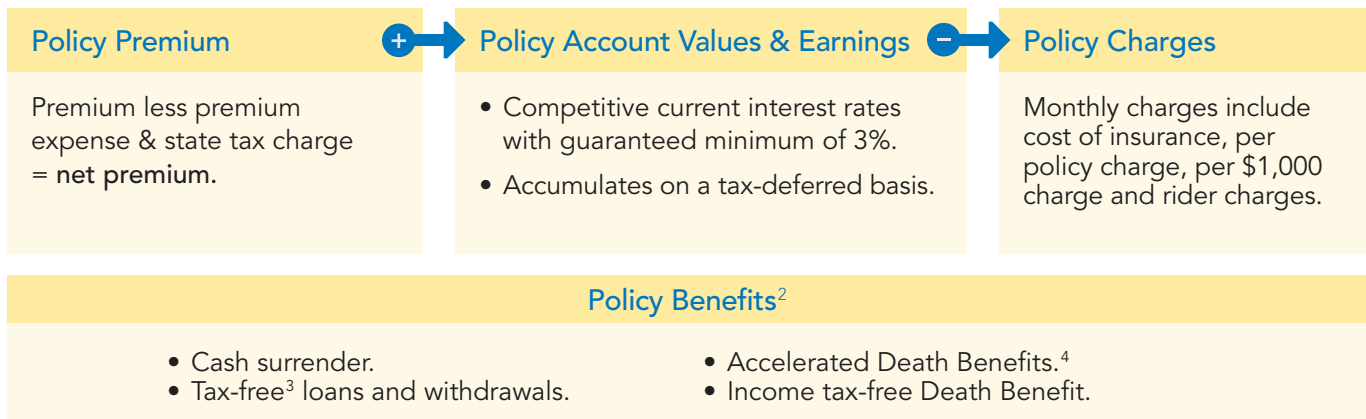 Policy Premium
+
Policy Account Values & Earnings
−
Policy Charges
Premium less premium
expense & state tax charge
= net premium.
• Competitive current interest rates
with guaranteed minimum of 3%.
• Accumulates on a tax-deferred basis.
Monthly charges include
cost of insurance, per
policy charge, per $1,000
charge and rider charges.
Policy Benefits²
• Cash surrender.
• Tax-free³ loans and withdrawals.
• Accelerated Death Benefits.⁴
• Income tax-free Death Benefit.